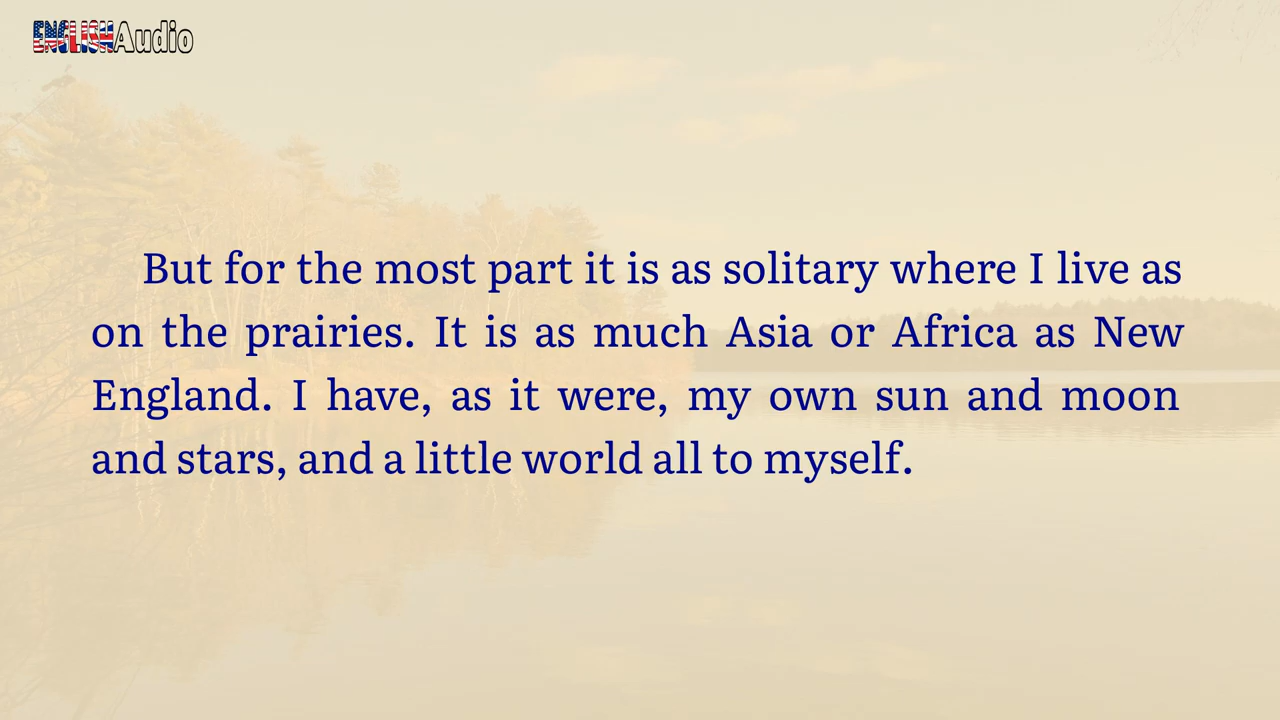 ENGLISHAudio
But for the most part it is as solitary where I live as
on the prairies. It is as much Asia or Africa as New
England. I have, as it were, my own sun and moon
and stars, and a little world all to myself.